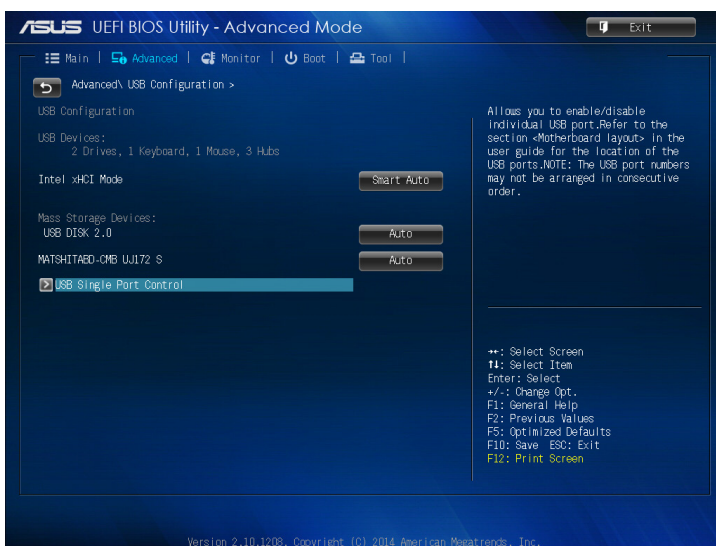 ASUS UEFI BIOS Utility - Advanced Mode
Exit
Main | Advanced | Monitor | Boot | Tool |
Advanced\ USB Configuration >
USB Configuration
USB Devices:
2 Drives, 1 Keyboard, 1 Mouse, 3 Hubs
Intel xHCI Mode Smart Auto
Mass Storage Devices:
USB DISK 2.0 Auto
MATSHITABD-CMB UJ172 S Auto
> USB Single Port Control
Allows you to enable/disable
individual USB port.Refer to the
section <Motherboard layout> in the
user guide for the location of the
USB ports.NOTE: The USB port numbers
may not be arranged in consecutive
order.
→←: Select Screen
↑↓: Select Item
Enter: Select
+/-: Change Opt.
F1: General Help
F2: Previous Values
F5: Optimized Defaults
F10: Save ESC: Exit
F12: Print Screen
Version 2.10.1208. Copyright (C) 2014 American Megatrends, Inc.